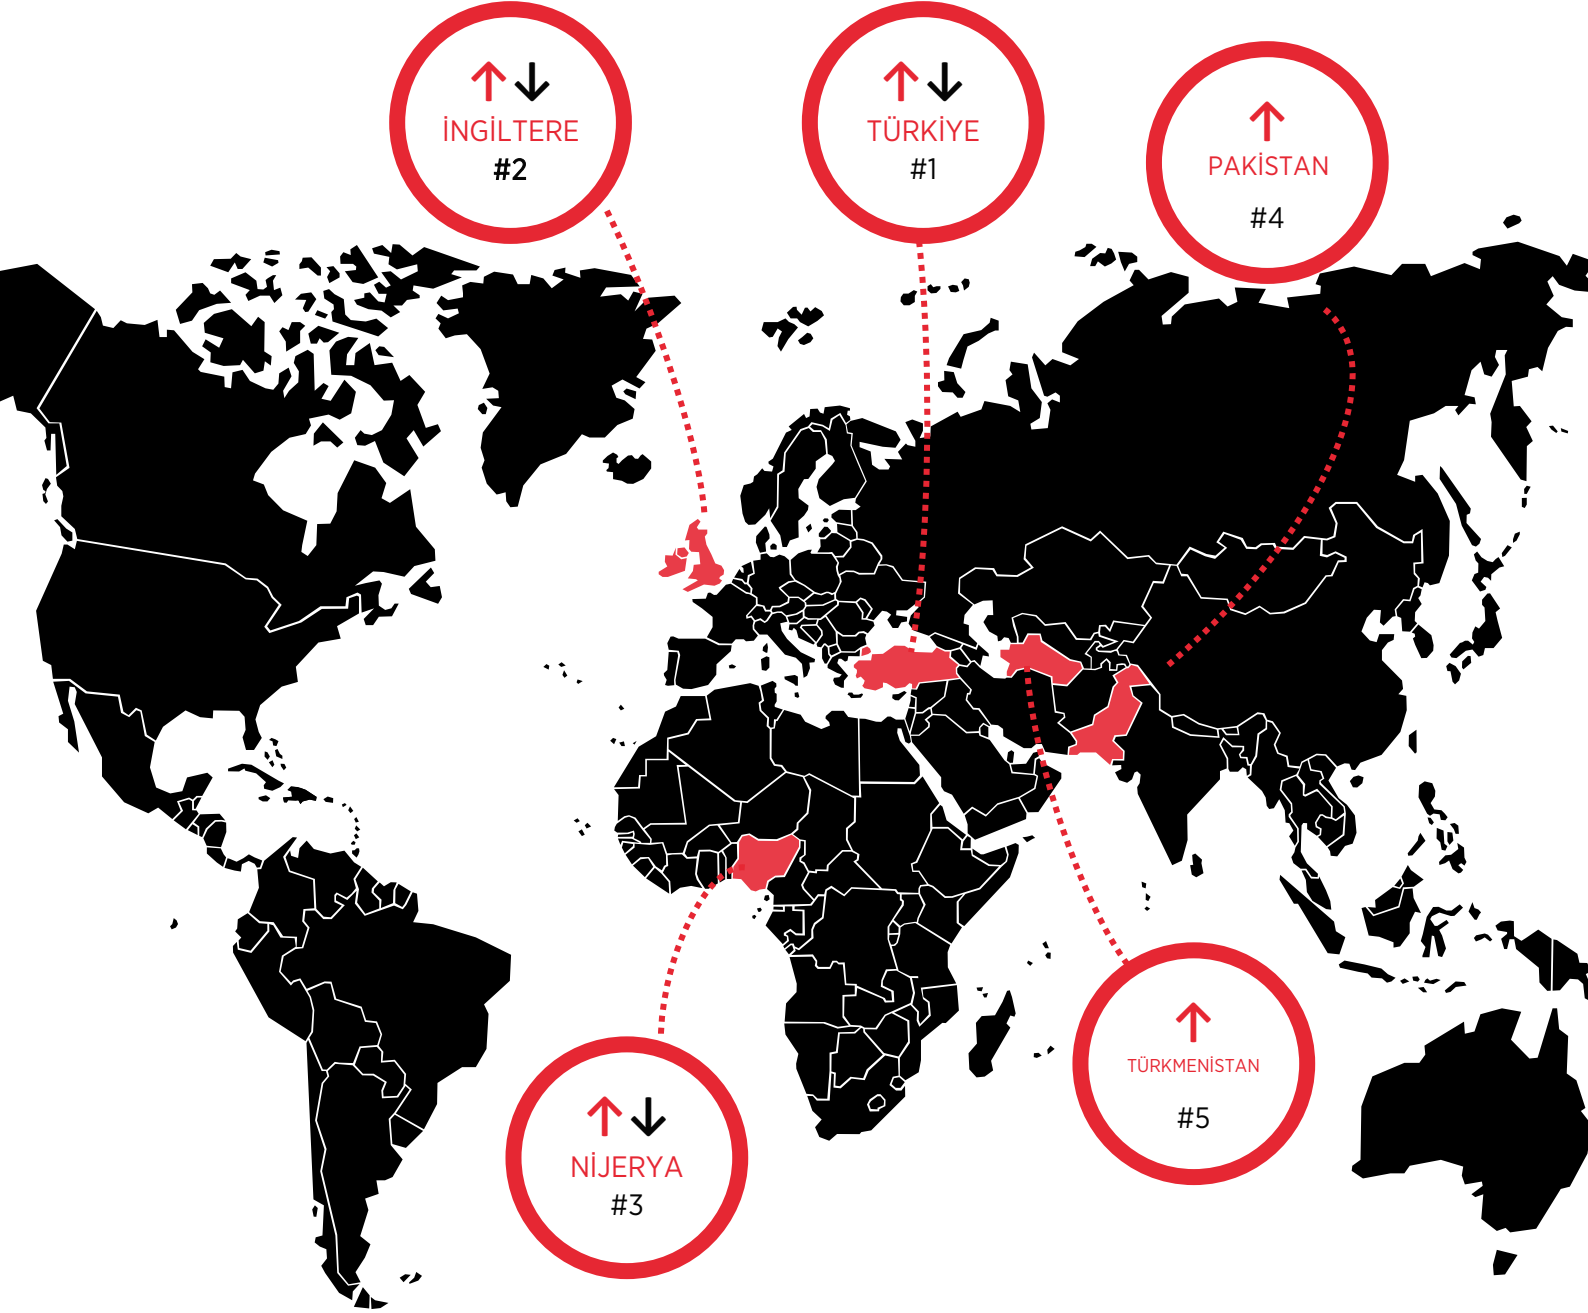 İNGİLTERE
#2
TÜRKİYE
#1
PAKİSTAN
#4
TÜRKMENİSTAN
#5
NİJERYA
#3